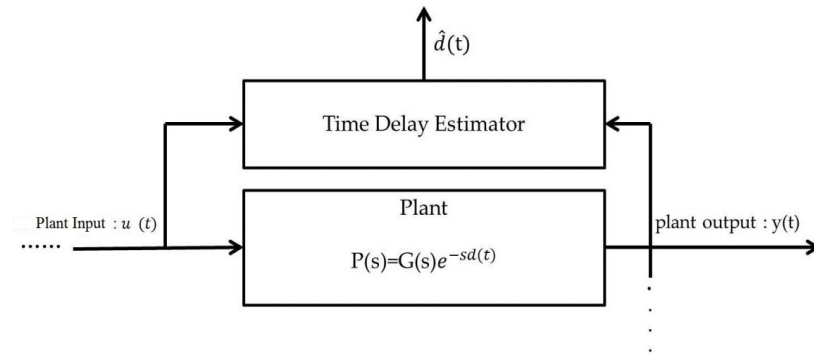 d̂(t)
Time Delay Estimator
Plant
Plant Input : u (t)
plant output : y(t)
P(s)=G(s)e^{-sd(t)}